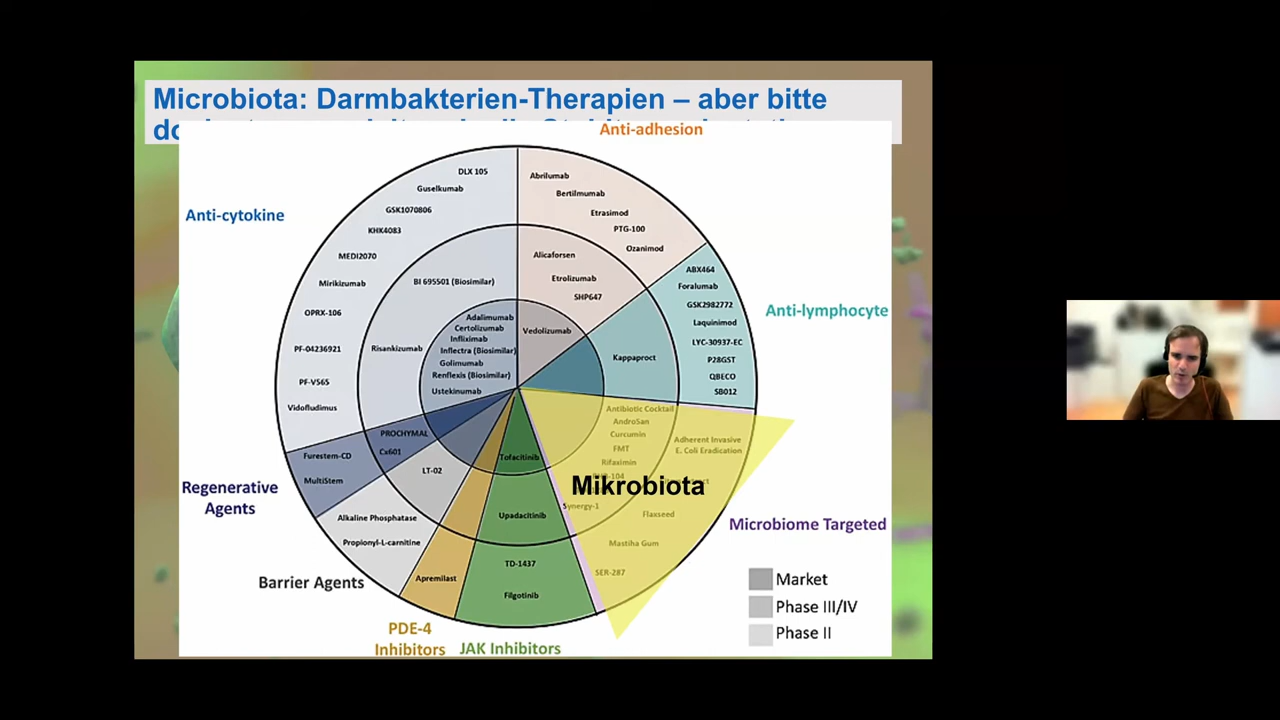 Microbiota: Darmbakterien-Therapien – aber bitte
Anti-adhesion
Anti-cytokine
DLX 105
Guselkumab
GSK1070806
KHK4083
MEDI2070
Mirikizumab
OPRX-106
PF-04236921
PF-V565
Vidofludimus
BI 695501 (Biosimilar)
Risankizumab
Adalimumab
Certolizumab
Infliximab
Inflectra (Biosimilar)
Golimumab
Renflexis (Biosimilar)
Ustekinumab
Abrilumab
Bertilmumab
Etrasimod
PTG-100
Ozanimod
Alicaforsen
Etrolizumab
SHP647
Vedolizumab
Anti-lymphocyte
ABX464
Foralumab
GSK2982772
Laquinimod
LYC-30937-EC
P28GST
QBECO
SB012
Kappaproct
Antibiotic Cocktail
AndroSan
Curcumin
FMT
Rifaximin
Synergy-1
Adherent Invasive
E. Coli Eradication
Flaxseed
Mastiha Gum
SER-287
Mikrobiota
Microbiome Targeted
Regenerative
Agents
PROCHYMAL
Cx601
Furestem-CD
MultiStem
Barrier Agents
LT-02
Alkaline Phosphatase
Propionyl-L-carnitine
PDE-4
Inhibitors
Apremilast
JAK Inhibitors
Tofacitinib
Upadacitinib
TD-1437
Filgotinib
Market
Phase III/IV
Phase II